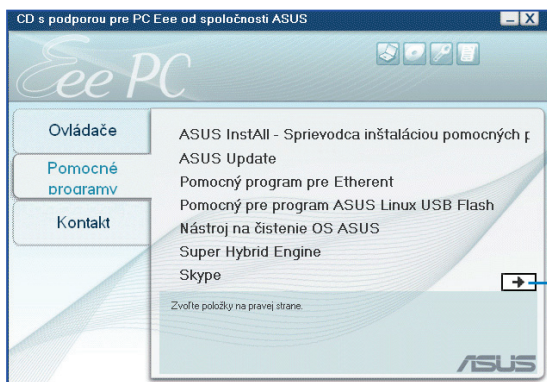 CD s podporou pre PC Eee od spoločnosti ASUS
Eee PC
Ovládače
Pomocné
programy
Kontakt
ASUS InstAll - Sprievodca inštaláciou pomocných p
ASUS Update
Pomocný program pre Etherent
Pomocný pre program ASUS Linux USB Flash
Nástroj na čistenie OS ASUS
Super Hybrid Engine
Skype
Zvoľte položky na pravej strane.
ASUS